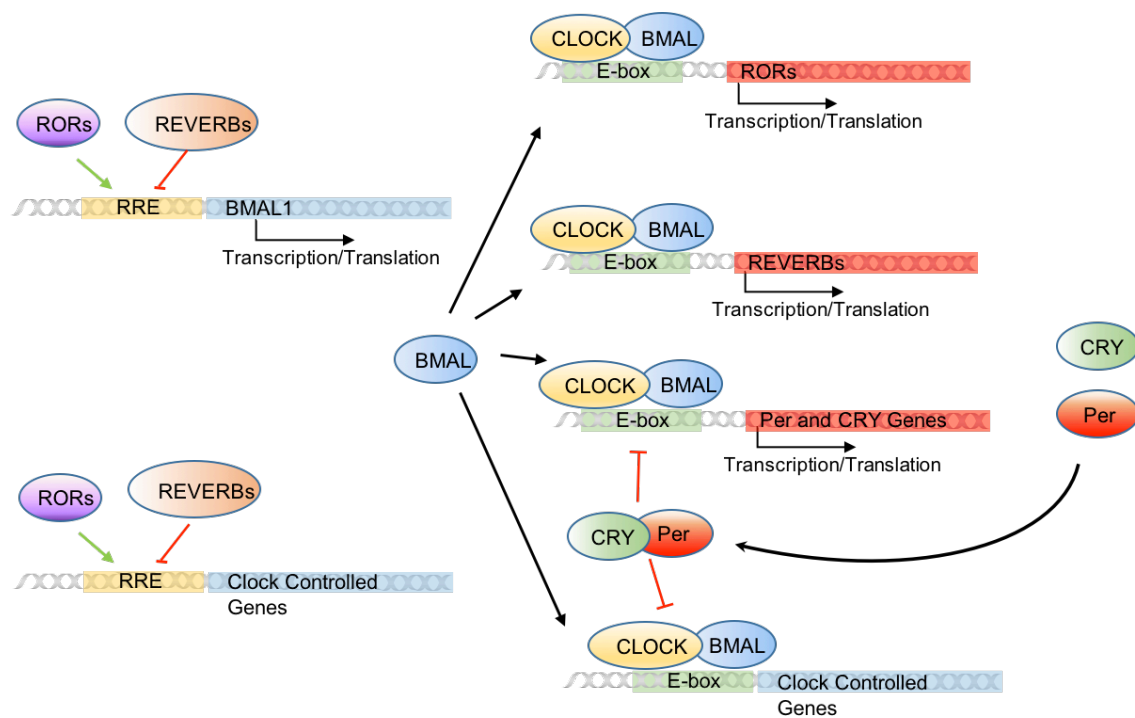 RORs
REVERBs
RRE
BMAL1
Transcription/Translation
RORs
REVERBs
RRE
Clock Controlled
Genes
BMAL
CLOCK
BMAL
E-box
RORs
Transcription/Translation
CLOCK
BMAL
E-box
REVERBs
Transcription/Translation
CLOCK
BMAL
E-box
Per and CRY Genes
Transcription/Translation
CRY
Per
CLOCK
BMAL
E-box
Clock Controlled
Genes
CRY
Per